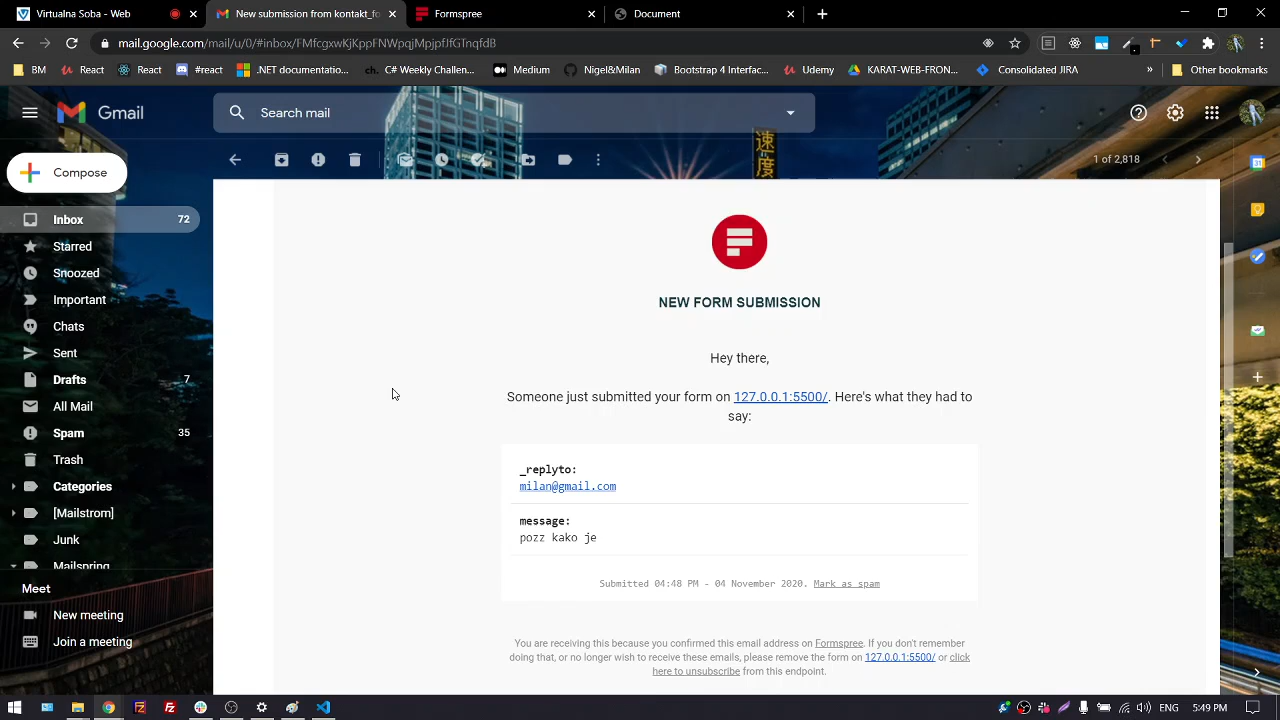 Vibbo Interview:
New submission from kontakt_fo
Formspree
Document
mail.google.com/mail/u/0/#inbox/FMfcgxwKjKppFNWpqjMpjpfJfGTnqfdB
BM
React
#react
.NET documentatio...
ch. C# Weekly Challen...
Medium
Nigel&Mail
Bootstrap 4 Interacti...
KARAT-WEB-FRON...
Consolidated JIRA
»
Other bookmarks
Gmail
Search mail
速度
1 of 2,818
Compose
Inbox 72
Starred
Snoozed
Important
Chats
Sent
Drafts 7
All Mail
Spam 35
Trash
Categories
[Mailstrom]
Junk
Mailspring
Meet
New meeting
Join a meeting
NEW FORM SUBMISSION
Hey there,
Someone just submitted your form on 127.0.0.1:5500/. Here's what they had to
say:
_replyto:
milan@gmail.com
message:
pozz kako je
Submitted 04:48 PM - 04 November 2020. Mark as spam
You are receiving this because you confirmed this email address on Formspree. If you don't remember
doing that, or no longer wish to receive these emails, please remove the form on 127.0.0.1:5500/ or click
here to unsubscribe from this endpoint.
ENG 5:49 PM